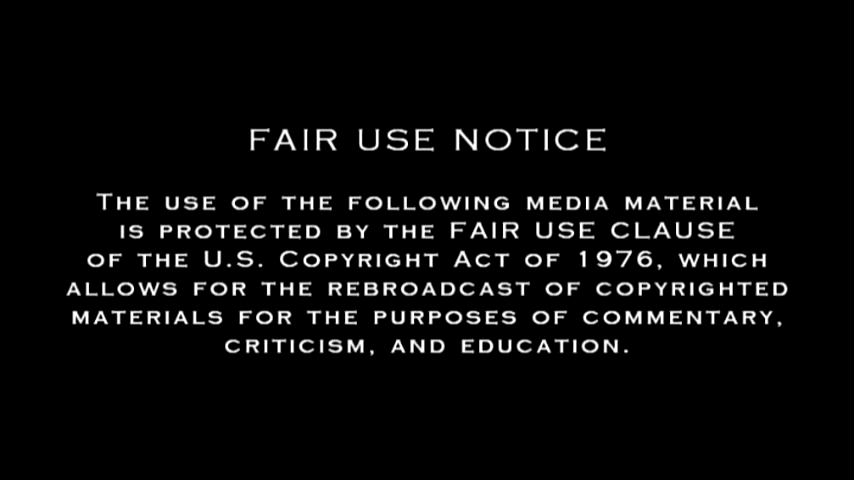 FAIR USE NOTICE
The use of the following media material
is protected by the FAIR USE CLAUSE
of the U.S. Copyright Act of 1976, which
allows for the rebroadcast of copyrighted
materials for the purposes of commentary,
criticism, and education.